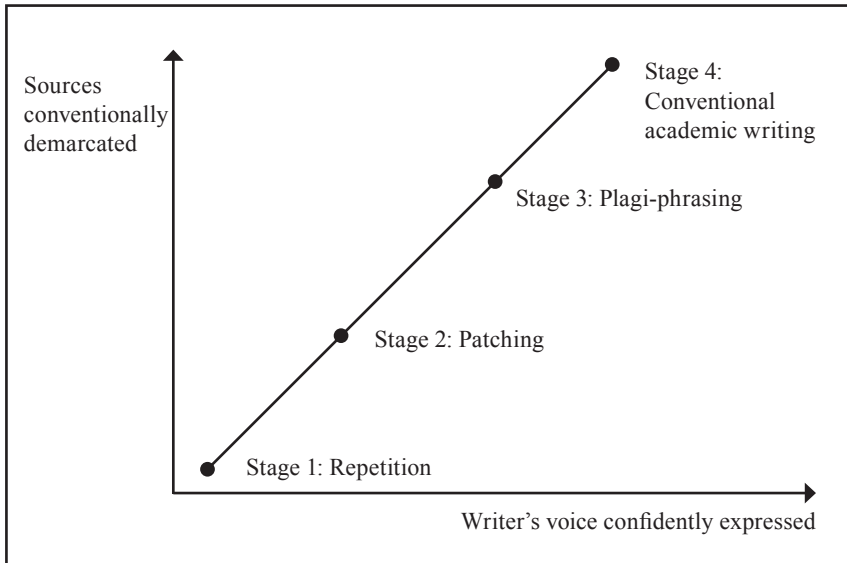 Sources
conventionally
demarcated
Stage 4:
Conventional
academic writing
Stage 3: Plagi-phrasing
Stage 2: Patching
Stage 1: Repetition
Writer’s voice confidently expressed